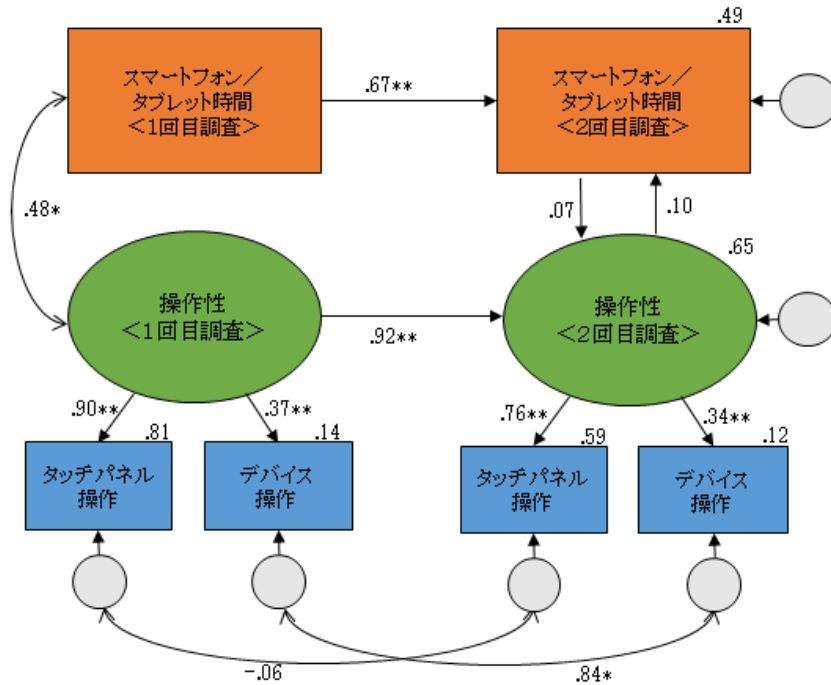 .49
スマートフォン／
タブレット時間
＜1回目調査＞
.67**
スマートフォン／
タブレット時間
＜2回目調査＞
.48*
.07
.10
.65
操作性
＜1回目調査＞
.92**
操作性
＜2回目調査＞
.90**
.37**
.76**
.34**
.81
.14
.59
.12
タッチパネル
操作
デバイス
操作
タッチパネル
操作
デバイス
操作
-.06
.84*